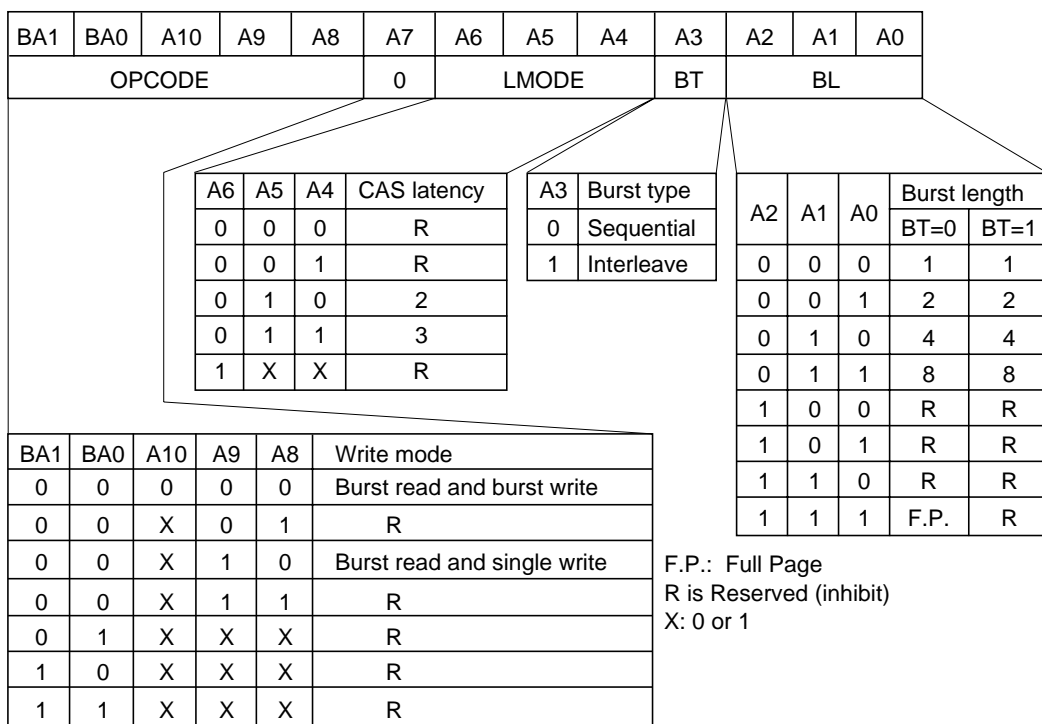 BA1 BA0 A10 A9 A8 A7 A6 A5 A4 A3 A2 A1 A0
OPCODE 0 LMODE BT BL
A6 A5 A4 CAS latency
0 0 0 R
0 0 1 R
0 1 0 2
0 1 1 3
1 X X R
A3 Burst type
0 Sequential
1 Interleave
A2 A1 A0 Burst length
BT=0 BT=1
0 0 0 1 1
0 0 1 2 2
0 1 0 4 4
0 1 1 8 8
1 0 0 R R
1 0 1 R R
1 1 0 R R
1 1 1 F.P. R
BA1 BA0 A10 A9 A8 Write mode
0 0 0 0 0 Burst read and burst write
0 0 X 0 1 R
0 0 X 1 0 Burst read and single write
0 0 X 1 1 R
0 1 X X X R
1 0 X X X R
1 1 X X X R
F.P.: Full Page
R is Reserved (inhibit)
X: 0 or 1